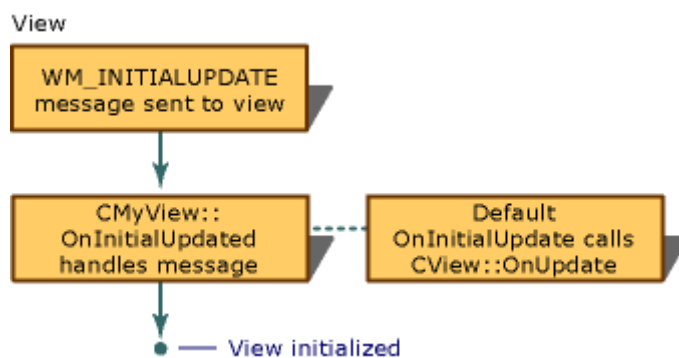 View
WM_INITIALUPDATE
message sent to view
CMyView::
OnInitialUpdated
handles message
Default
OnInitialUpdate calls
CView::OnUpdate
View initialized